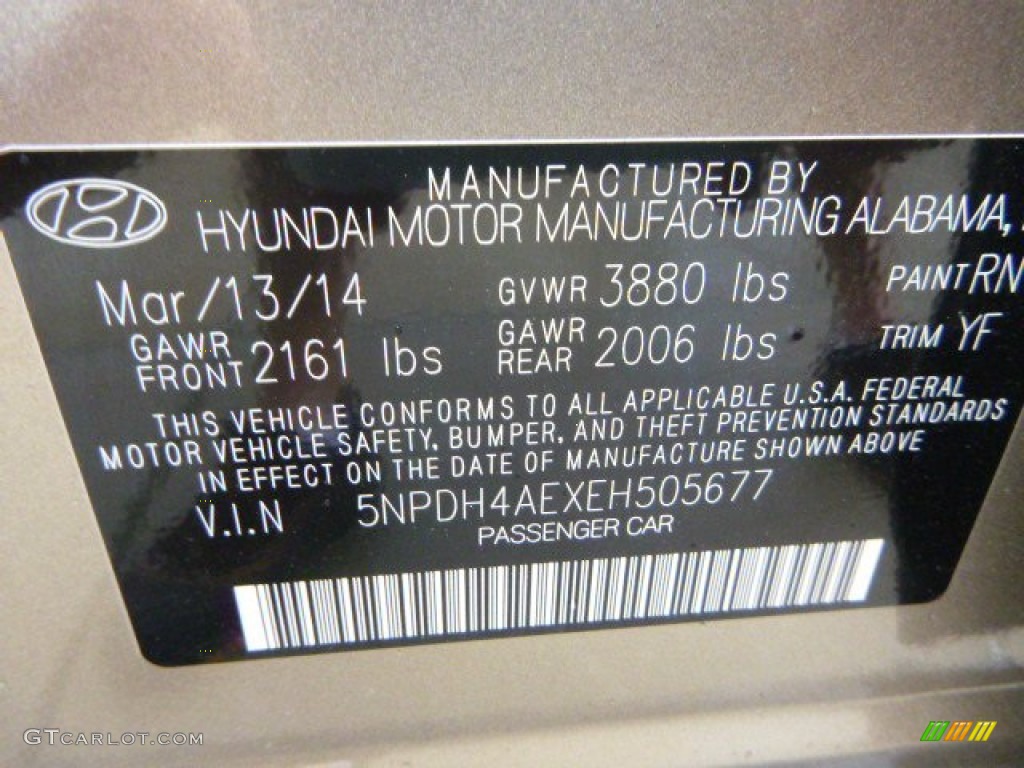 MANUFACTURED BY
HYUNDAI MOTOR MANUFACTURING ALABAMA,
Mar/13/14 GVWR 3880 lbs PAINT RN
GAWR FRONT 2161 lbs GAWR REAR 2006 lbs TRIM YF
THIS VEHICLE CONFORMS TO ALL APPLICABLE U.S.A. FEDERAL
MOTOR VEHICLE SAFETY, BUMPER, AND THEFT PREVENTION STANDARDS
IN EFFECT ON THE DATE OF MANUFACTURE SHOWN ABOVE
V.I.N 5NPDH4AEXEH505677
PASSENGER CAR
GTCARLOT.COM